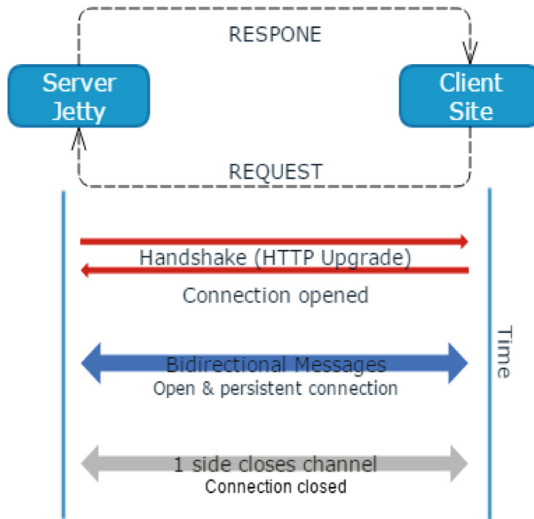 RESPONE
Server
Jetty
Client
Site
REQUEST
Handshake (HTTP Upgrade)
Connection opened
Time
Bidirectional Messages
Open & persistent connection
1 side closes channel
Connection closed